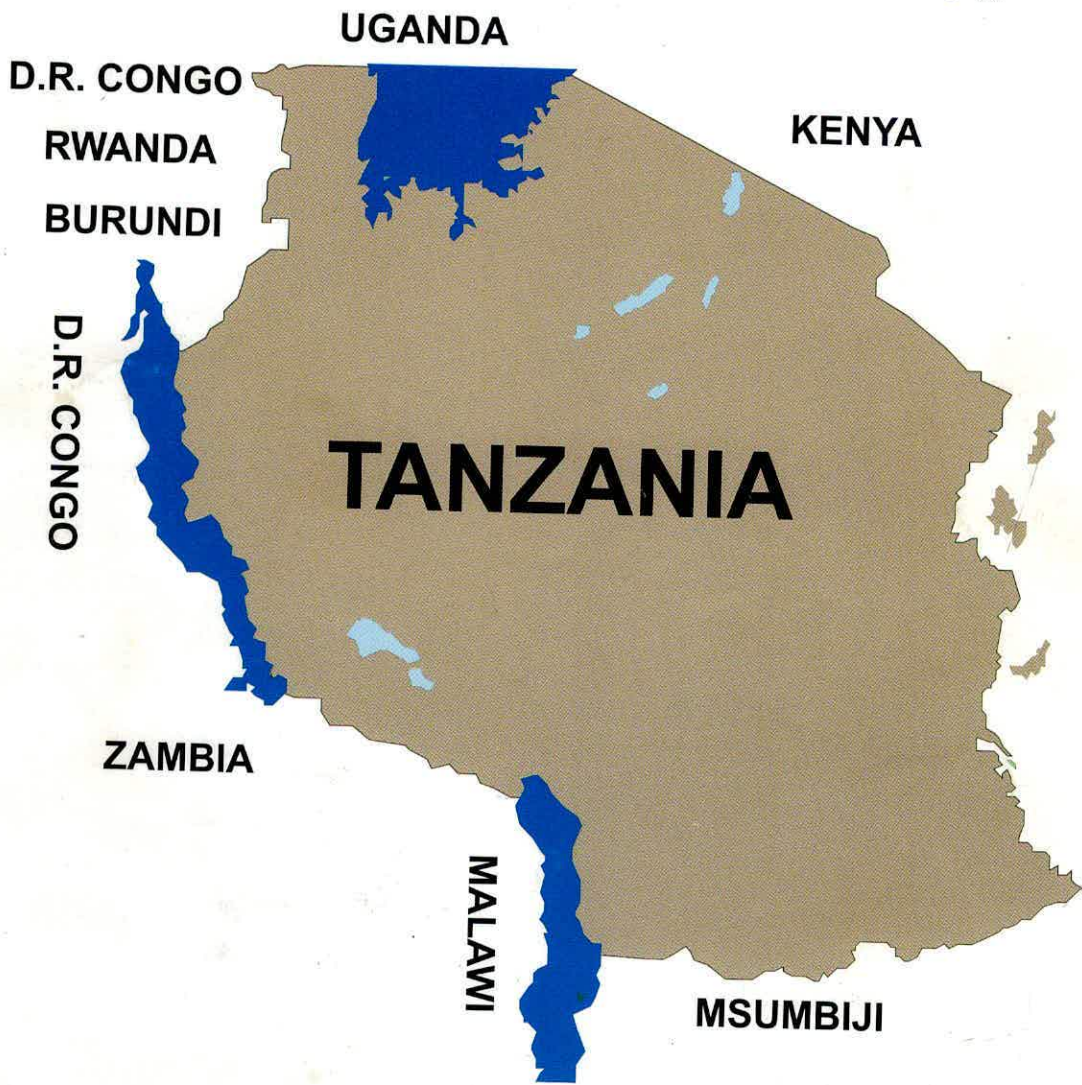 UGANDA
D.R. CONGO
RWANDA
KENYA
BURUNDI
D.R. CONGO
TANZANIA
ZAMBIA
MALAWI
MSUMBIJI